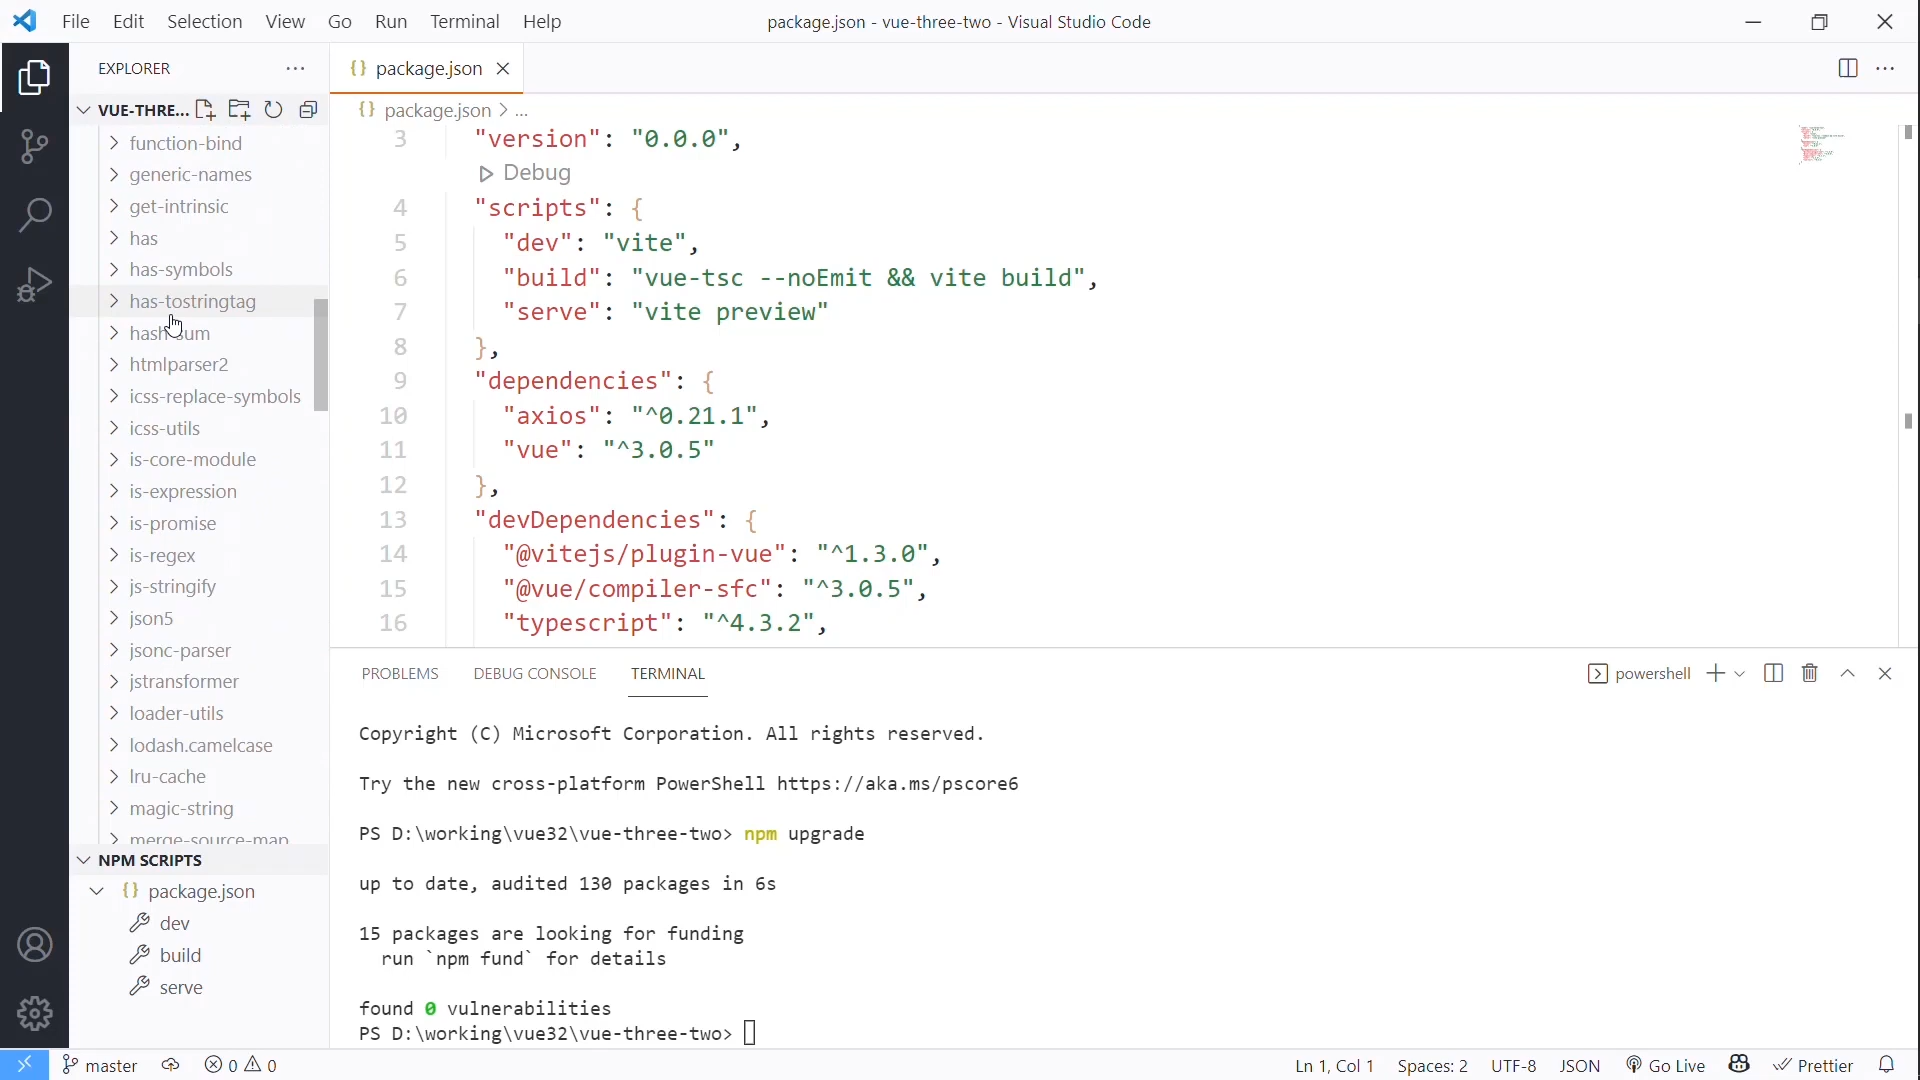 File Edit Selection View Go Run Terminal Help
package.json - vue-three-two - Visual Studio Code
EXPLORER
VUE-THRE...
function-bind
generic-names
get-intrinsic
has
has-symbols
has-tostringtag
hash-sum
htmlparser2
icss-replace-symbols
icss-utils
is-core-module
is-expression
is-promise
is-regex
js-stringify
json5
jsonc-parser
jstransformer
loader-utils
lodash.camelcase
lru-cache
magic-string
merge-source-map
NPM SCRIPTS
{} package.json
dev
build
serve
{} package.json
{} package.json > ...
3 "version": "0.0.0",
Debug
4 "scripts": {
5 "dev": "vite",
6 "build": "vue-tsc --noEmit && vite build",
7 "serve": "vite preview"
8 },
9 "dependencies": {
10 "axios": "^0.21.1",
11 "vue": "^3.0.5"
12 },
13 "devDependencies": {
14 "@vitejs/plugin-vue": "^1.3.0",
15 "@vue/compiler-sfc": "^3.0.5",
16 "typescript": "^4.3.2",
PROBLEMS DEBUG CONSOLE TERMINAL
powershell
Copyright (C) Microsoft Corporation. All rights reserved.
Try the new cross-platform PowerShell https://aka.ms/pscore6
PS D:\working\vue32\vue-three-two> npm upgrade
up to date, audited 130 packages in 6s
15 packages are looking for funding
run `npm fund` for details
found 0 vulnerabilities
PS D:\working\vue32\vue-three-two>
master 0 0
Ln 1, Col 1 Spaces: 2 UTF-8 JSON Go Live Prettier